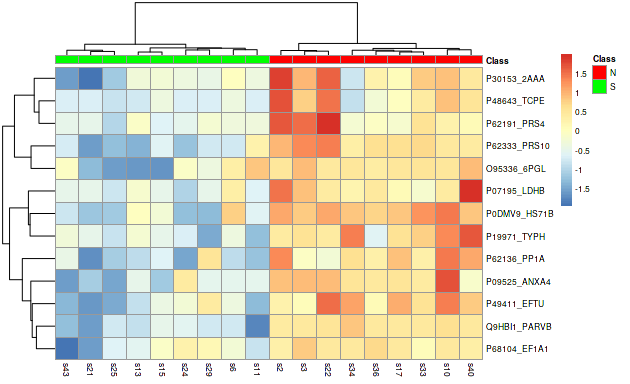 Class
Class
N
S
P30153_2AAA
P48643_TCPE
P62191_PRS4
P62333_PRS10
O95336_6PGL
P07195_LDHB
P0DMV9_HS71B
P19971_TYPH
P62136_PP1A
P09525_ANXA4
P49411_EFTU
Q9HBI1_PARVB
P68104_EF1A1
1.5
1
0.5
0
-0.5
-1
-1.5
s43 s21 s25 s13 s15 s24 s29 s6 s11 s2 s3 s22 s34 s36 s17 s33 s10 s40